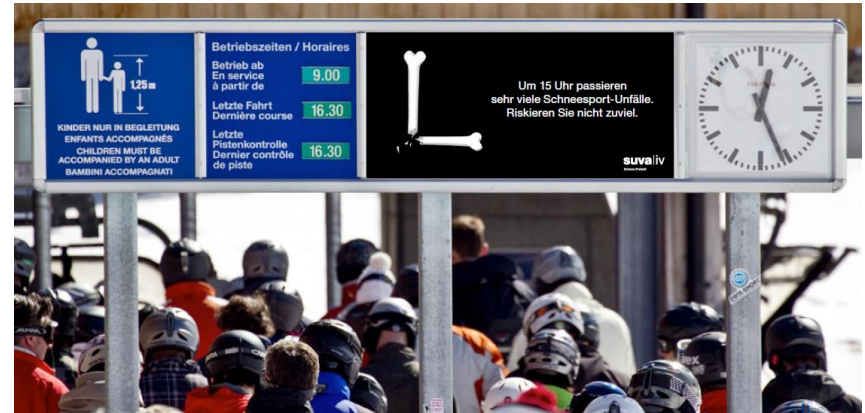 1,25 m
KINDER NUR IN BEGLEITUNG
ENFANTS ACCOMPAGNÉS
CHILDREN MUST BE
ACCOMPANIED BY AN ADULT
BAMBINI ACCOMPAGNATI
Betriebszeiten / Horaires
Betrieb ab
En service
à partir de
9.00
Letzte Fahrt
Dernière course
16.30
Letzte
Pistenkontrolle
Dernier contrôle
de piste
16.30
Um 15 Uhr passieren
sehr viele Schneesport-Unfälle.
Riskieren Sie nicht zuviel.
suvaliv